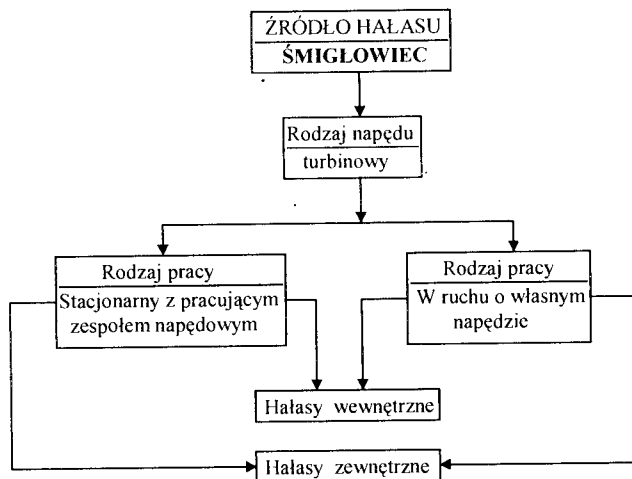 ŹRÓDŁO HAŁASU
ŚMIGŁOWIEC
Rodzaj napędu
turbinowy
Rodzaj pracy
Stacjonarny z pracującym
zespołem napędowym
Rodzaj pracy
W ruchu o własnym
napędzie
Hałasy wewnętrzne
Hałasy zewnętrzne